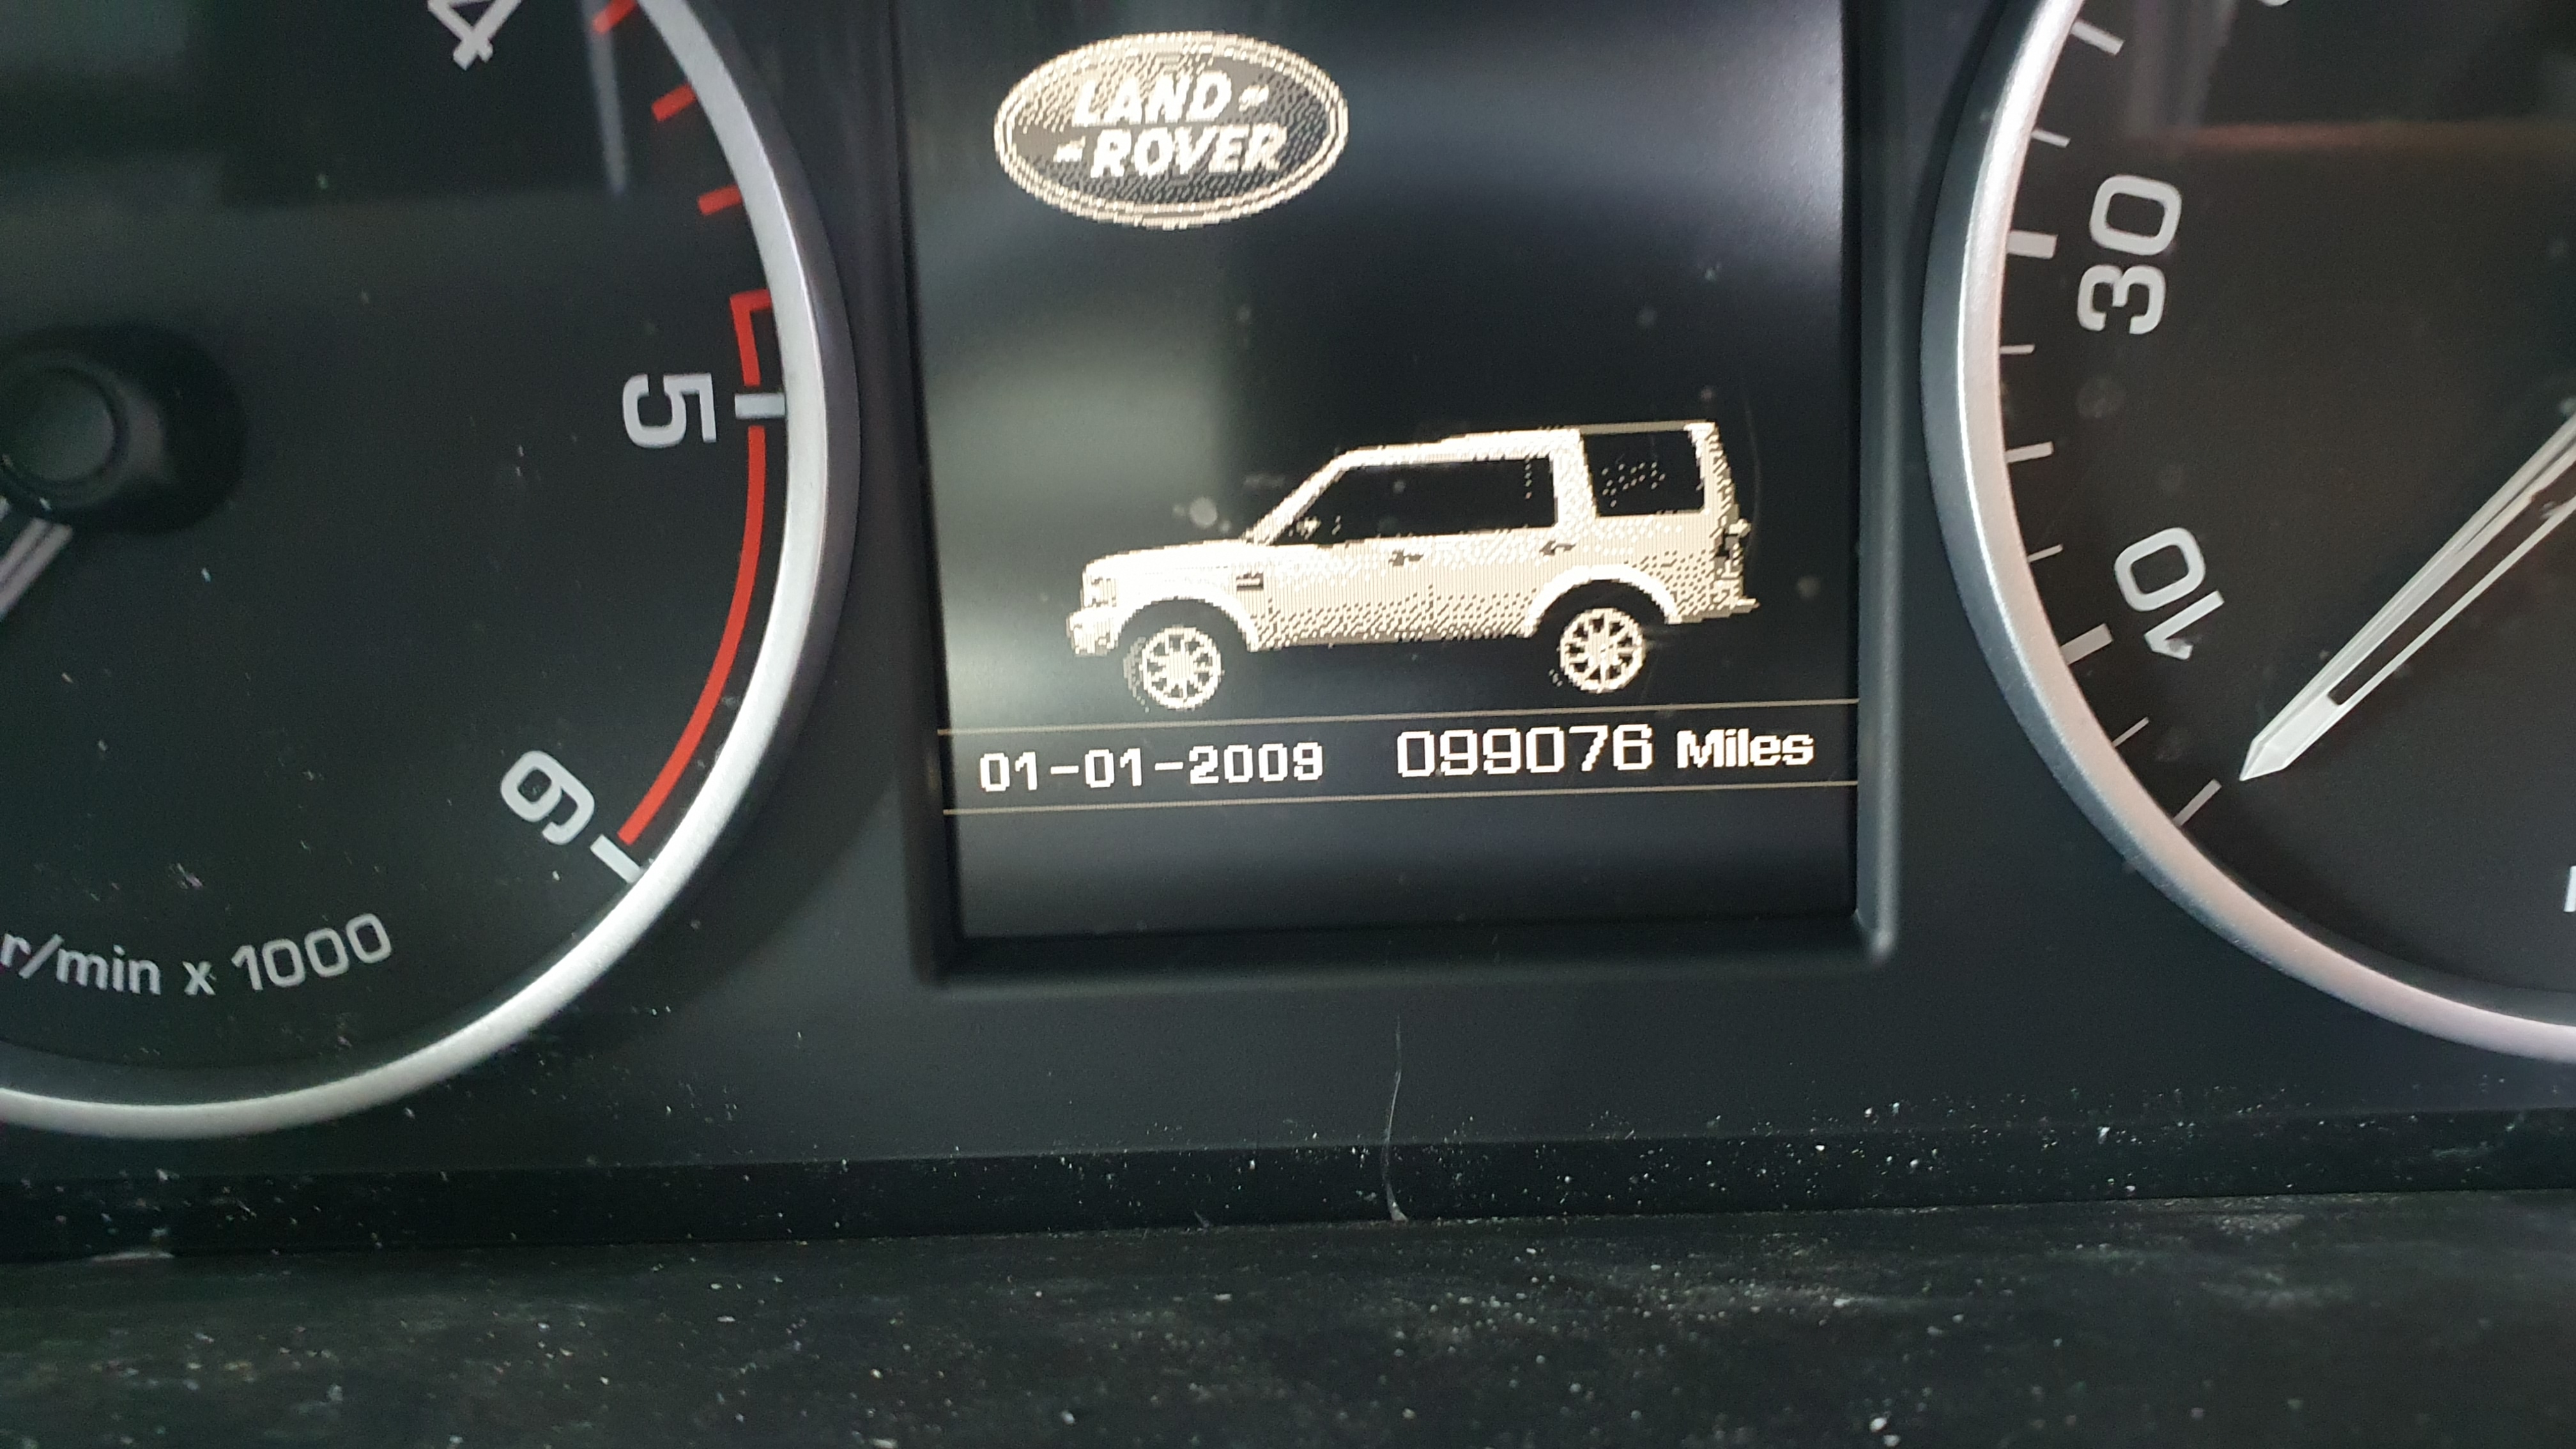 4
LAND
ROVER
30
5
10
01-01-2009 099076 Miles
6
r/min x 1000